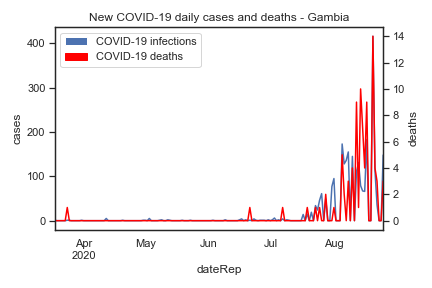 New COVID-19 daily cases and deaths - Gambia
COVID-19 infections
COVID-19 deaths
400
300
200
100
0
cases
14
12
10
8
6
4
2
0
deaths
Apr
2020
May
Jun
Jul
Aug
dateRep